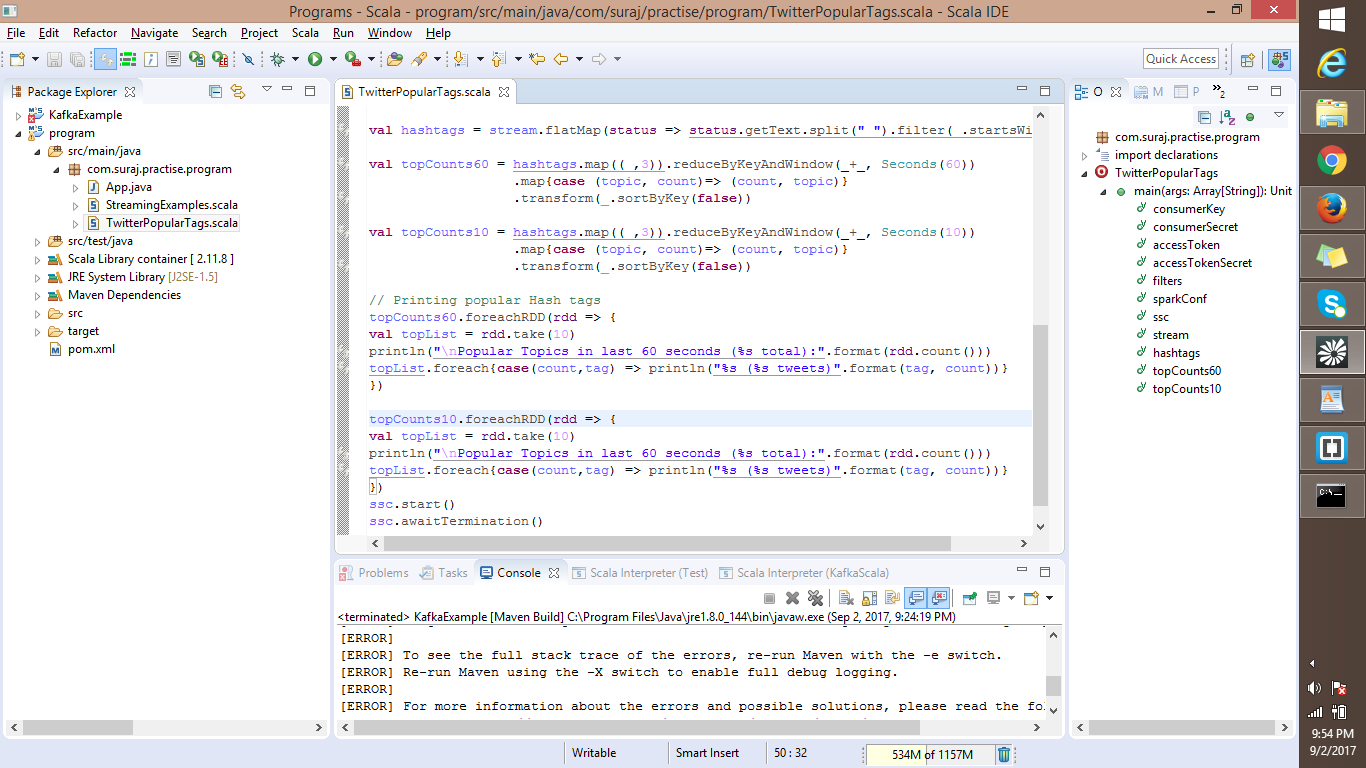 Programs - Scala - program/src/main/java/com/suraj/practise/program/TwitterPopularTags.scala - Scala IDE
File Edit Refactor Navigate Search Project Scala Run Window Help
Quick Access
Package Explorer
KafkaExample
program
src/main/java
com.suraj.practise.program
App.java
StreamingExamples.scala
TwitterPopularTags.scala
src/test/java
Scala Library container [ 2.11.8 ]
JRE System Library [J2SE-1.5]
Maven Dependencies
src
target
pom.xml
TwitterPopularTags.scala
val hashtags = stream.flatMap(status => status.getText.split(" ").filter(_.startsWi
val topCounts60 = hashtags.map((_,3)).reduceByKeyAndWindow(_+_, Seconds(60))
.map{case (topic, count)=> (count, topic)}
.transform(_.sortByKey(false))
val topCounts10 = hashtags.map((_,3)).reduceByKeyAndWindow(_+_, Seconds(10))
.map{case (topic, count)=> (count, topic)}
.transform(_.sortByKey(false))
// Printing popular Hash tags
topCounts60.foreachRDD(rdd => {
val topList = rdd.take(10)
println("\nPopular Topics in last 60 seconds (%s total):".format(rdd.count()))
topList.foreach{case(count,tag) => println("%s (%s tweets)".format(tag, count))}
})
topCounts10.foreachRDD(rdd => {
val topList = rdd.take(10)
println("\nPopular Topics in last 60 seconds (%s total):".format(rdd.count()))
topList.foreach{case(count,tag) => println("%s (%s tweets)".format(tag, count))}
})
ssc.start()
ssc.awaitTermination()
O M P »2
com.suraj.practise.program
import declarations
TwitterPopularTags
main(args: Array[String]): Unit
consumerKey
consumerSecret
accessToken
accessTokenSecret
filters
sparkConf
ssc
stream
hashtags
topCounts60
topCounts10
Problems Tasks Console Scala Interpreter (Test) Scala Interpreter (KafkaScala)
<terminated> KafkaExample [Maven Build] C:\Program Files\Java\jre1.8.0_144\bin\javaw.exe (Sep 2, 2017, 9:24:19 PM)
[ERROR]
[ERROR] To see the full stack trace of the errors, re-run Maven with the -e switch.
[ERROR] Re-run Maven using the -X switch to enable full debug logging.
[ERROR]
[ERROR] For more information about the errors and possible solutions, please read the fol
Writable Smart Insert 50 : 32 534M of 1157M
9:54 PM
9/2/2017